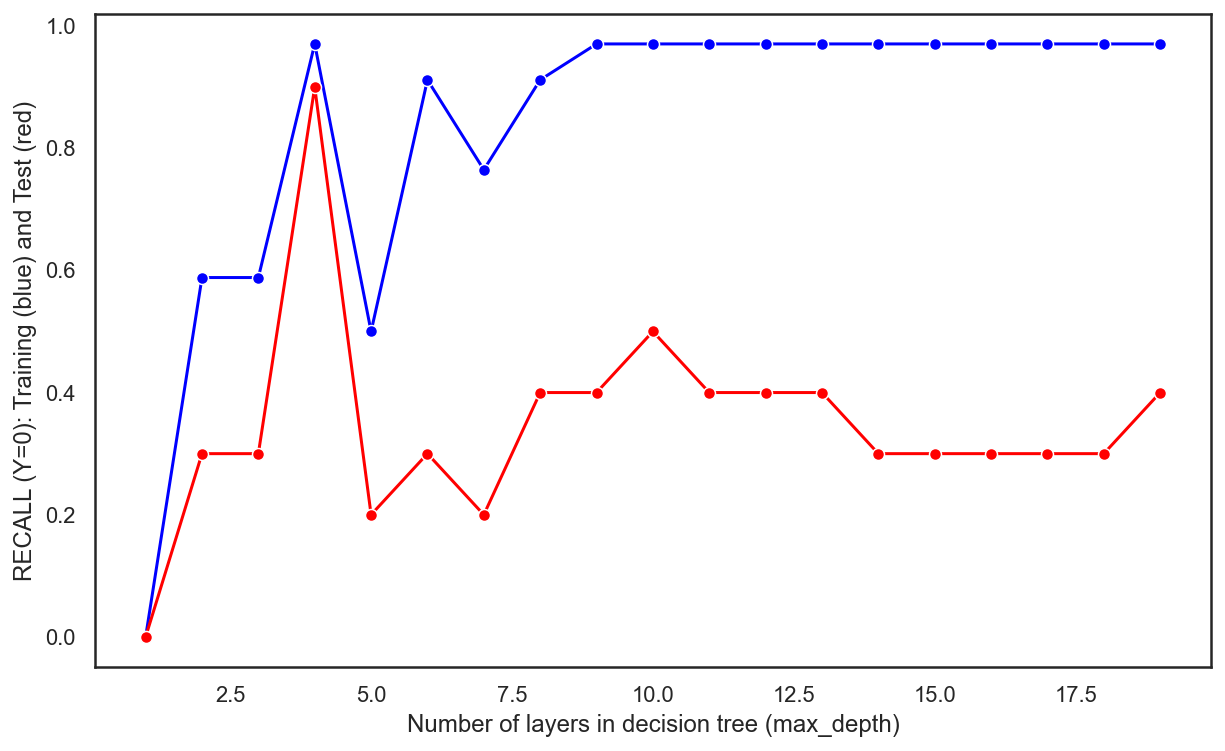 RECALL (Y=0): Training (blue) and Test (red)
1.0
0.8
0.6
0.4
0.2
0.0
2.5 5.0 7.5 10.0 12.5 15.0 17.5
Number of layers in decision tree (max_depth)